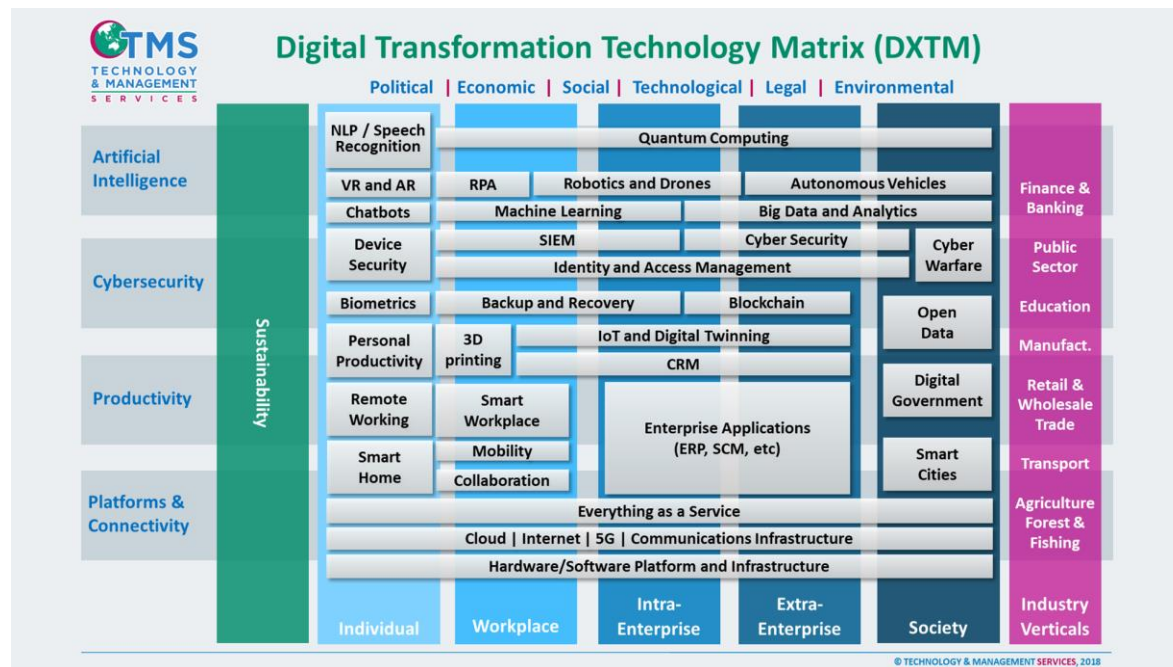 TMS
TECHNOLOGY
& MANAGEMENT
SERVICES
Digital Transformation Technology Matrix (DXTM)
Political | Economic | Social | Technological | Legal | Environmental
Artificial
Intelligence
Cybersecurity
Productivity
Platforms &
Connectivity
Sustainability
NLP / Speech
Recognition
Quantum Computing
VR and AR
RPA
Robotics and Drones
Autonomous Vehicles
Chatbots
Machine Learning
Big Data and Analytics
Device
Security
SIEM
Cyber Security
Cyber
Warfare
Identity and Access Management
Biometrics
Backup and Recovery
Blockchain
Open
Data
Personal
Productivity
3D
printing
IoT and Digital Twinning
CRM
Digital
Government
Remote
Working
Smart
Workplace
Enterprise Applications
(ERP, SCM, etc)
Smart
Home
Mobility
Collaboration
Smart
Cities
Everything as a Service
Cloud | Internet | 5G | Communications Infrastructure
Hardware/Software Platform and Infrastructure
Individual
Workplace
Intra-
Enterprise
Extra-
Enterprise
Society
Finance &
Banking
Public
Sector
Education
Manufact.
Retail &
Wholesale
Trade
Transport
Agriculture
Forest &
Fishing
Industry
Verticals
© TECHNOLOGY & MANAGEMENT SERVICES, 2018